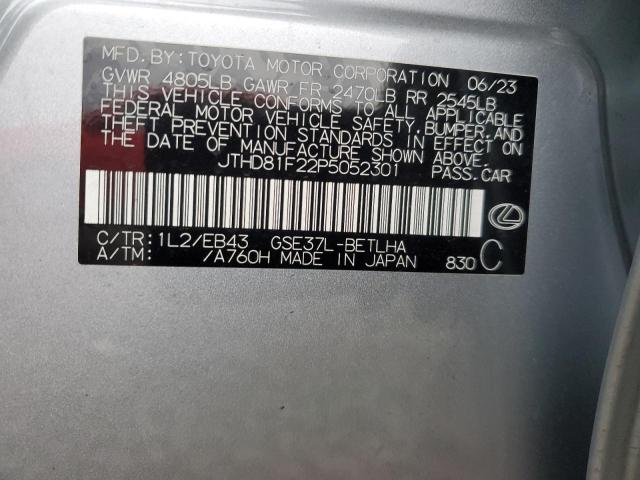 MFD. BY: TOYOTA MOTOR CORPORATION 06/23
GVWR 4805LB GAWR FR 2470LB RR 2545LB
THIS VEHICLE CONFORMS TO ALL APPLICABLE
FEDERAL MOTOR VEHICLE SAFETY, BUMPER, AND
THEFT PREVENTION STANDARDS IN EFFECT ON
THE DATE OF MANUFACTURE SHOWN ABOVE.
JTHD81F22P5052301 PASS.CAR
C/TR: 1L2/EB43 GSE37L-BETLHA
A/TM: /A760H MADE IN JAPAN 830 C